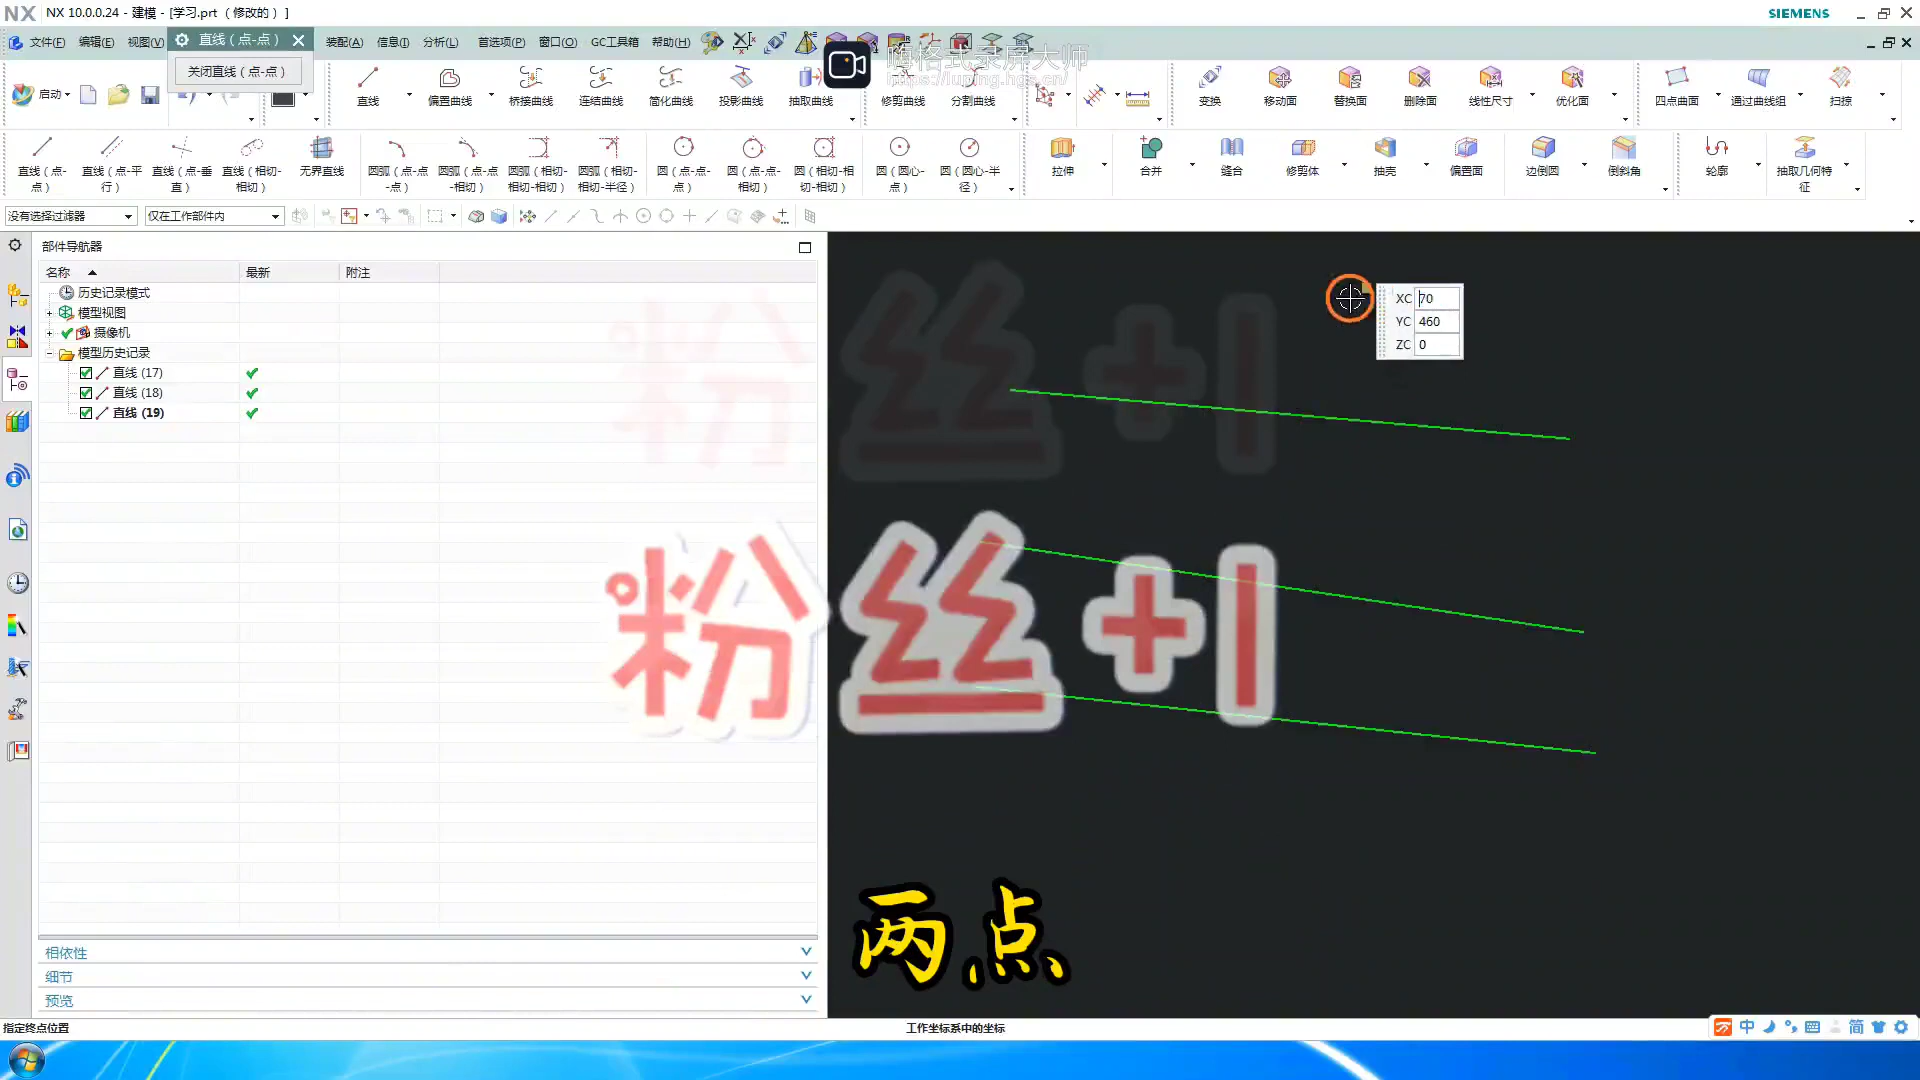 NX NX 10.0.0.24 - 建模 - [学习.prt （修改的） ]
SIEMENS
文件(F) 编辑(E) 视图(V) 直线（点-点） 装配(A) 信息(I) 分析(L) 首选项(P) 窗口(O) GC工具箱 帮助(H)
嗨格式录屏大师
https://luping.hgs.cn/
关闭直线（点-点）
启动 直线 偏置曲线 桥接曲线 连结曲线 简化曲线 投影曲线 抽取曲线 修剪曲线 分割曲线 变换 移动面 替换面 删除面 线性尺寸 优化面 四点曲面 通过曲线组 扫掠
直线（点-点） 直线（点-平行） 直线（点-垂直） 直线（相切-相切） 无界直线 圆弧（点-点-点） 圆弧（点-点-相切） 圆弧（相切-相切-相切） 圆弧（相切-相切-半径） 圆（点-点-点） 圆（点-点-相切） 圆（相切-相切-相切） 圆（圆心-点） 圆（圆心-半径） 拉伸 合并 缝合 修剪体 抽壳 偏置面 边倒圆 倒斜角 轮廓 抽取几何特征
没有选择过滤器 仅在工作部件内
部件导航器
名称 最新 附注
历史记录模式
模型视图
摄像机
模型历史记录
直线 (17)
直线 (18)
直线 (19)
XC 70
YC 460
ZC 0
粉丝+1
粉丝+1
两点
相依性
细节
预览
指定终点位置 工作坐标系中的坐标
中 简